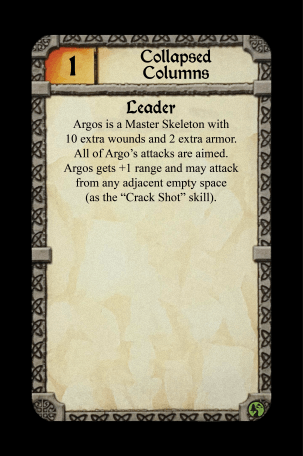 1
Collapsed
Columns
Leader
Argos is a Master Skeleton with
10 extra wounds and 2 extra armor.
All of Argo’s attacks are aimed.
Argos gets +1 range and may attack
from any adjacent empty space
(as the “Crack Shot” skill).